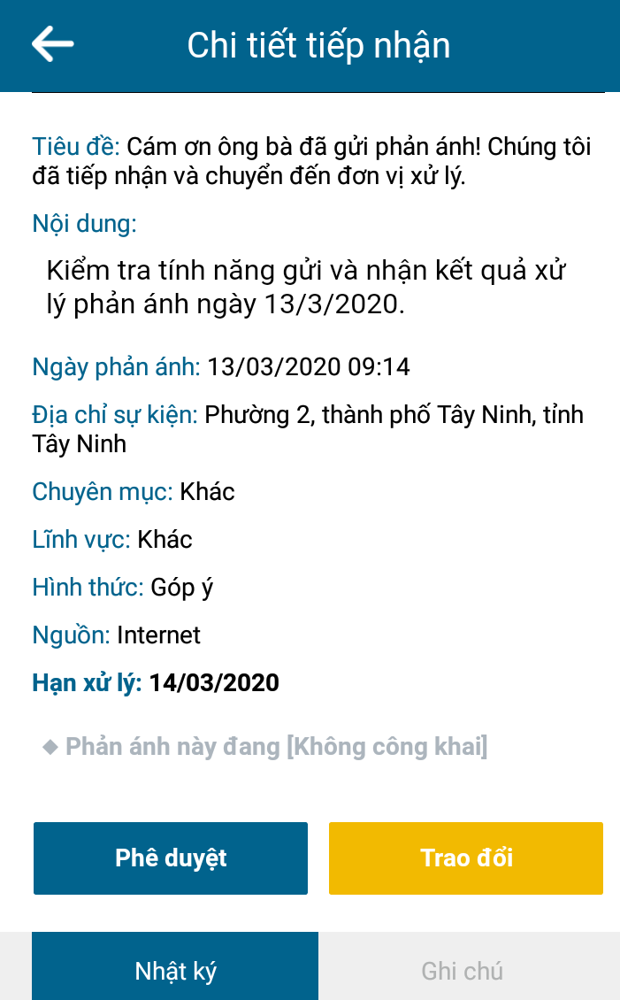 Chi tiết tiếp nhận
Tiêu đề: Cám ơn ông bà đã gửi phản ánh! Chúng tôi
đã tiếp nhận và chuyển đến đơn vị xử lý.
Nội dung:
Kiểm tra tính năng gửi và nhận kết quả xử
lý phản ánh ngày 13/3/2020.
Ngày phản ánh: 13/03/2020 09:14
Địa chỉ sự kiện: Phường 2, thành phố Tây Ninh, tỉnh
Tây Ninh
Chuyên mục: Khác
Lĩnh vực: Khác
Hình thức: Góp ý
Nguồn: Internet
Hạn xử lý: 14/03/2020
◆ Phản ánh này đang [Không công khai]
Phê duyệt Trao đổi
Nhật ký Ghi chú